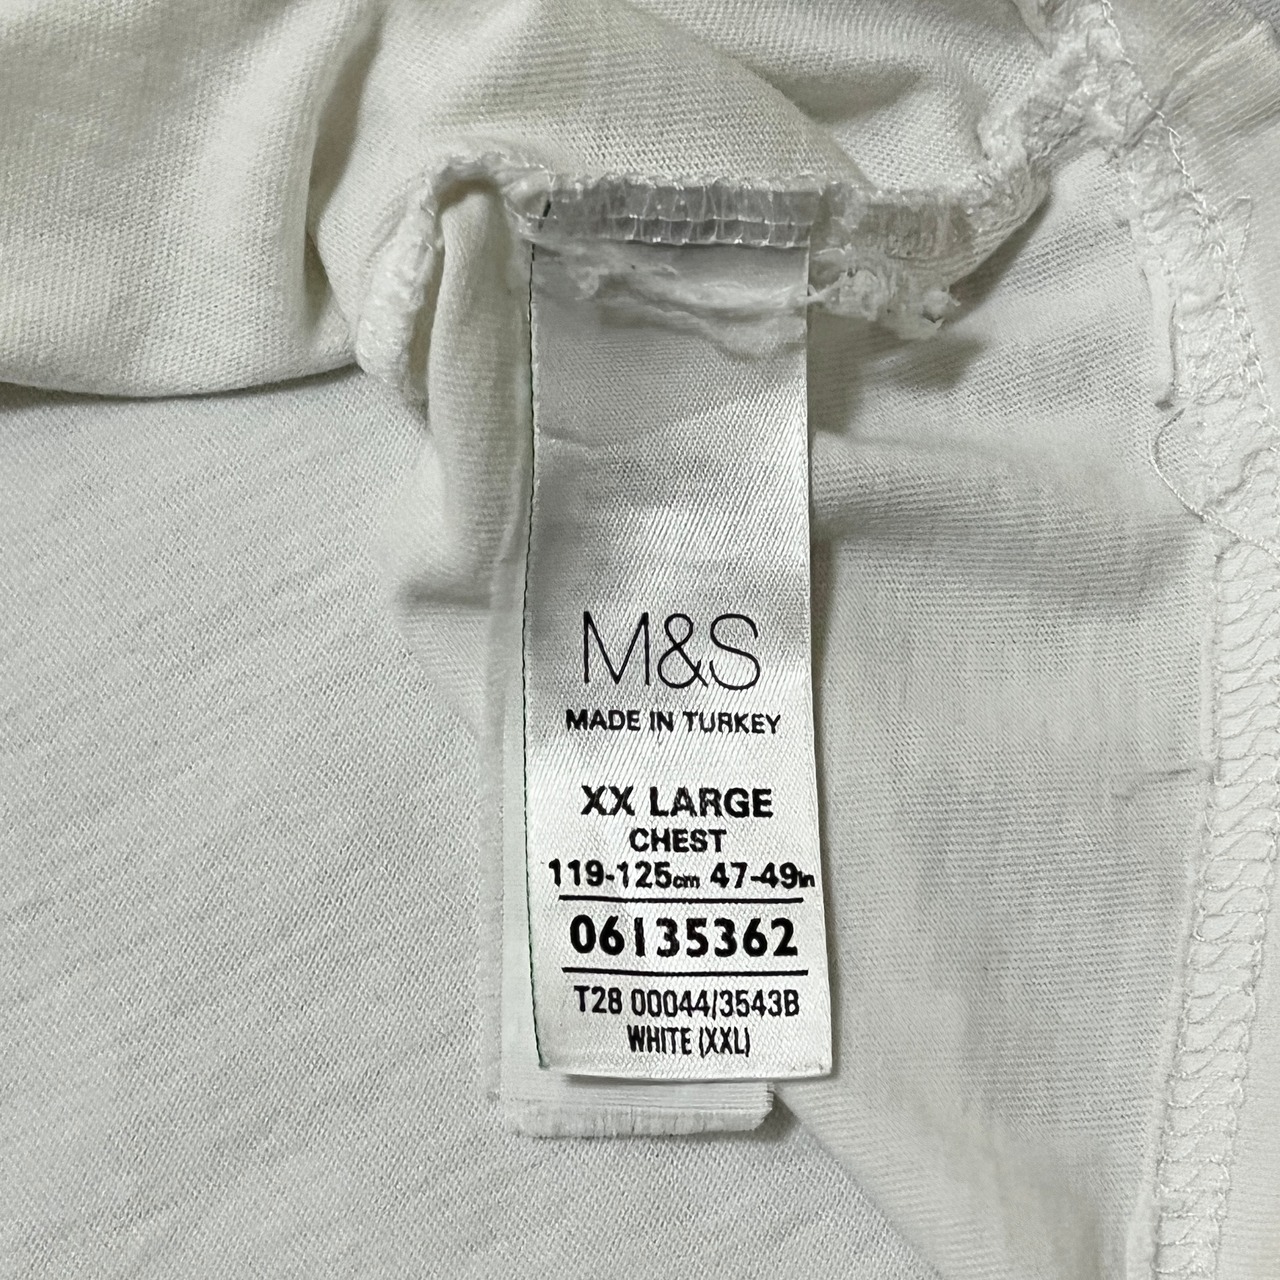 M&S
MADE IN TURKEY
XX LARGE
CHEST
119-125cm 47-49in
06135362
T28 00044/3543B
WHITE (XXL)